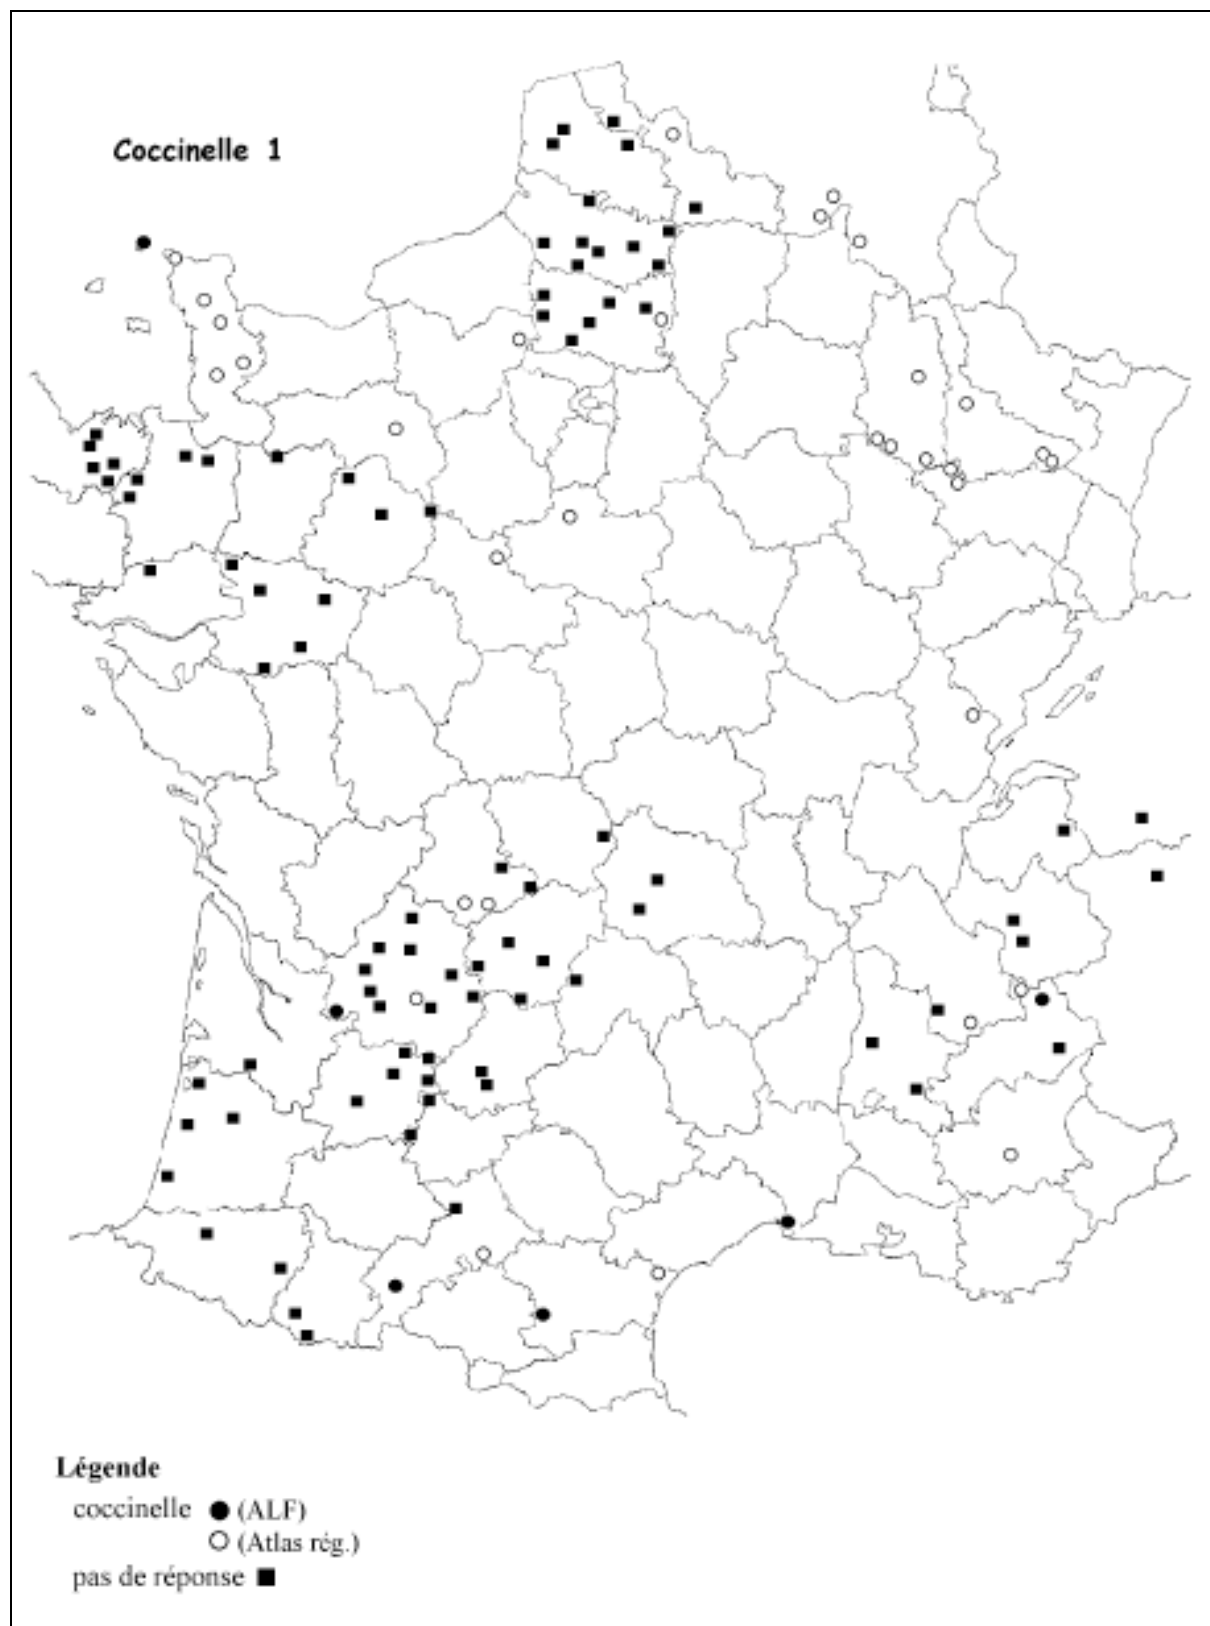 Coccinelle 1
Légende
coccinelle ● (ALF)
○ (Atlas rég.)
pas de réponse ■